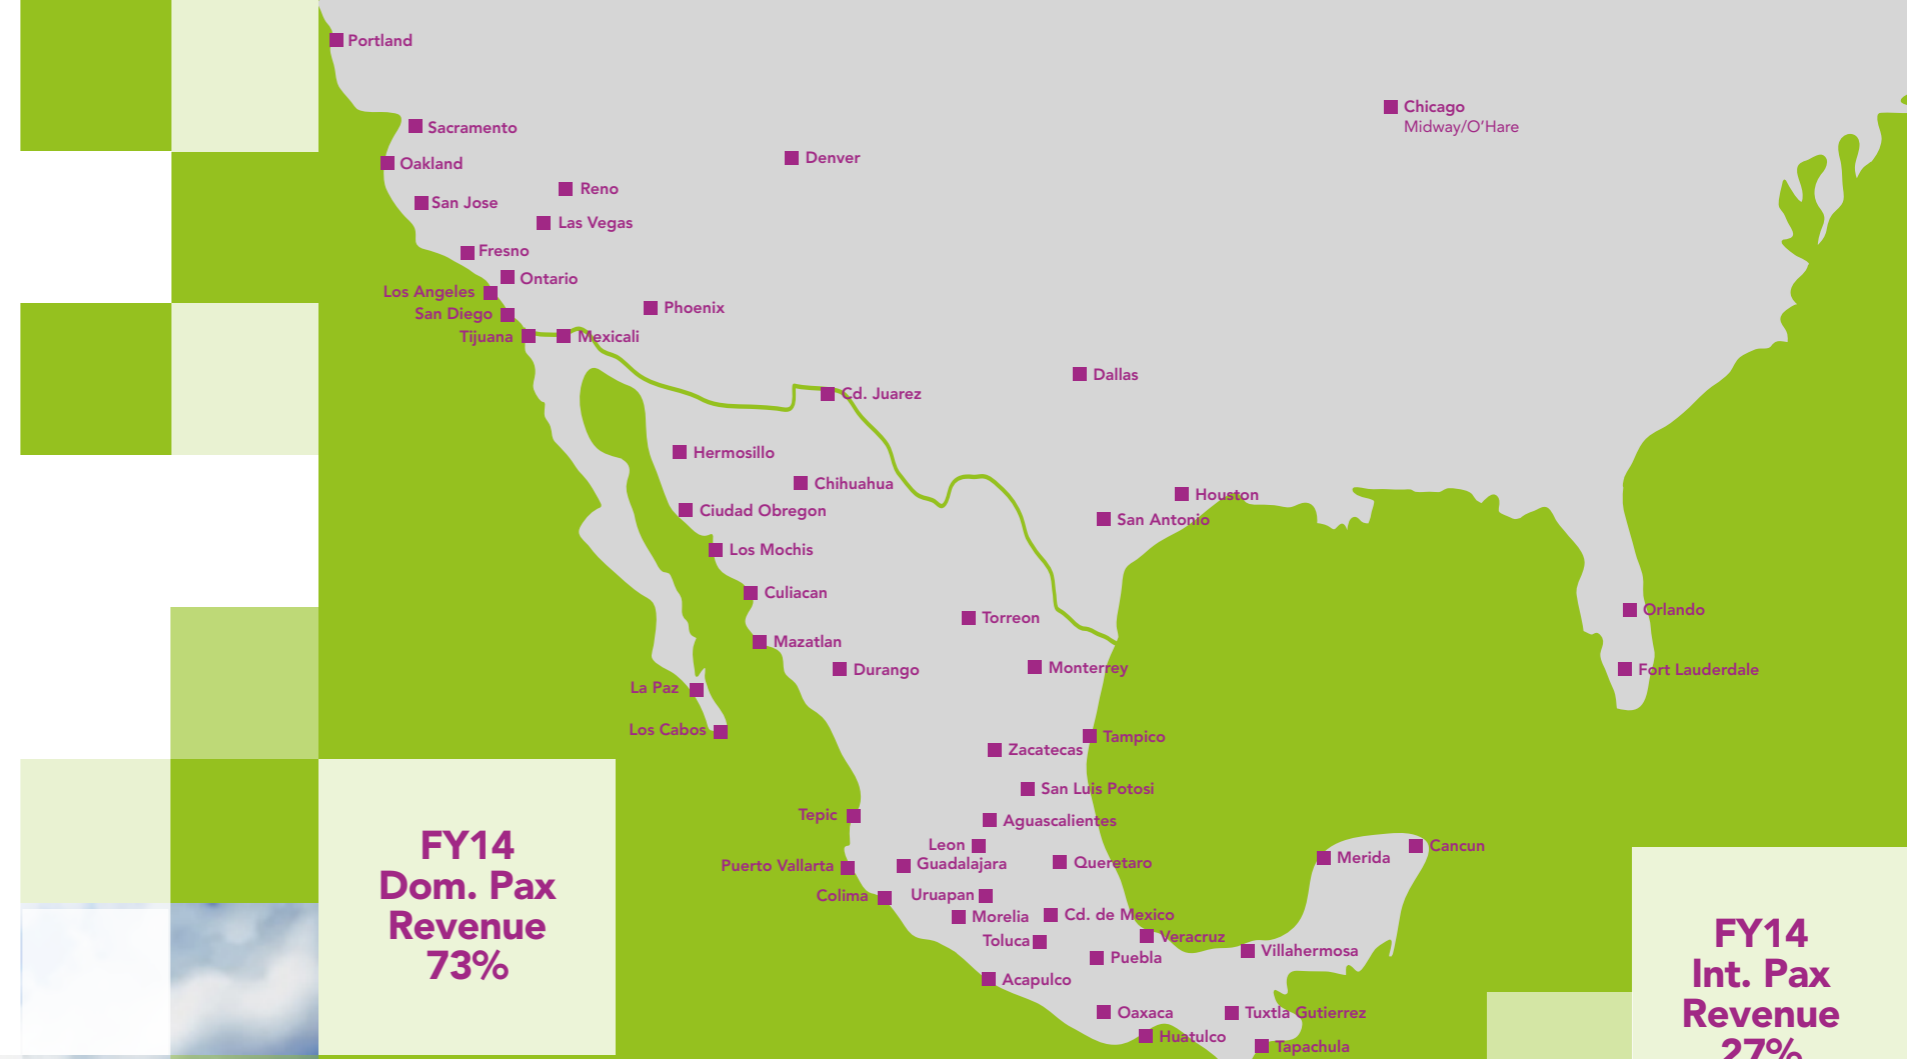 Portland
Chicago
Midway/O'Hare
Sacramento
Denver
Oakland
Reno
San Jose
Las Vegas
Fresno
Ontario
Los Angeles
Phoenix
San Diego
Tijuana
Mexicali
Dallas
Cd. Juarez
Hermosillo
Chihuahua
Houston
Ciudad Obregon
San Antonio
Los Mochis
Culiacan
Orlando
Torreon
Mazatlan
Monterrey
Durango
Fort Lauderdale
La Paz
Los Cabos
Tampico
Zacatecas
San Luis Potosi
Tepic
Aguascalientes
Leon
Cancun
Merida
Puerto Vallarta
Guadalajara
Queretaro
Colima
Uruapan
Morelia
Cd. de Mexico
Toluca
Veracruz
Villahermosa
Puebla
Acapulco
Oaxaca
Tuxtla Gutierrez
Huatulco
Tapachula
FY14
Dom. Pax
Revenue
73%
FY14
Int. Pax
Revenue
27%